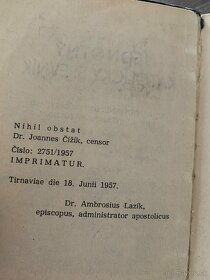 Nihil obstat
Dr. Joannes Čížik, censor
Číslo: 2751/1957
IMPRIMATUR.
Tirnaviae die 18. Junii 1957.
Dr. Ambrosius Lazík,
episcopus, administrator apostolicus